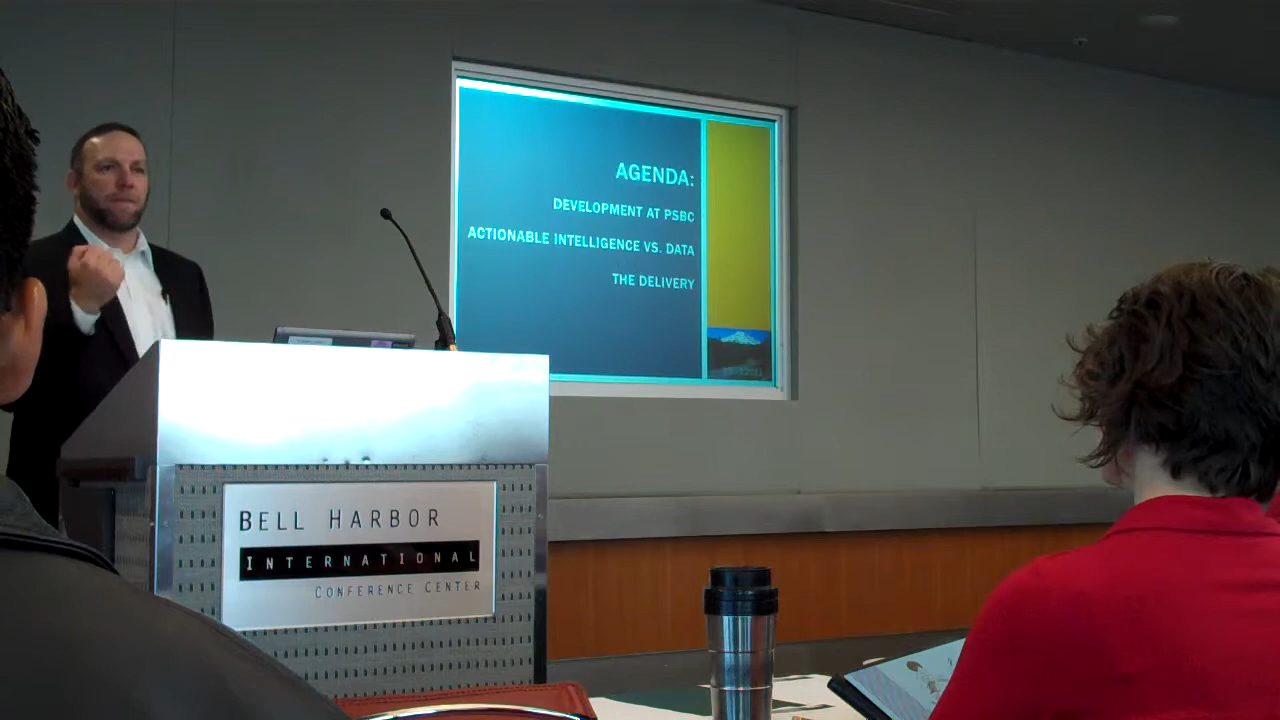 AGENDA:
DEVELOPMENT AT PSBC
ACTIONABLE INTELLIGENCE VS. DATA
THE DELIVERY
BELL HARBOR
INTERNATIONAL
CONFERENCE CENTER